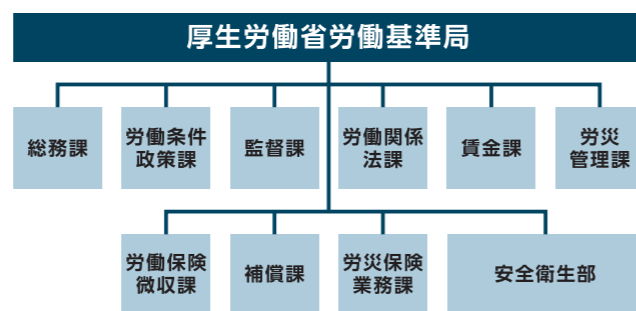 厚生労働省労働基準局
総務課
労働条件
政策課
監督課
労働関係
法課
賃金課
労災
管理課
労働保険
徴収課
補償課
労災保険
業務課
安全衛生部